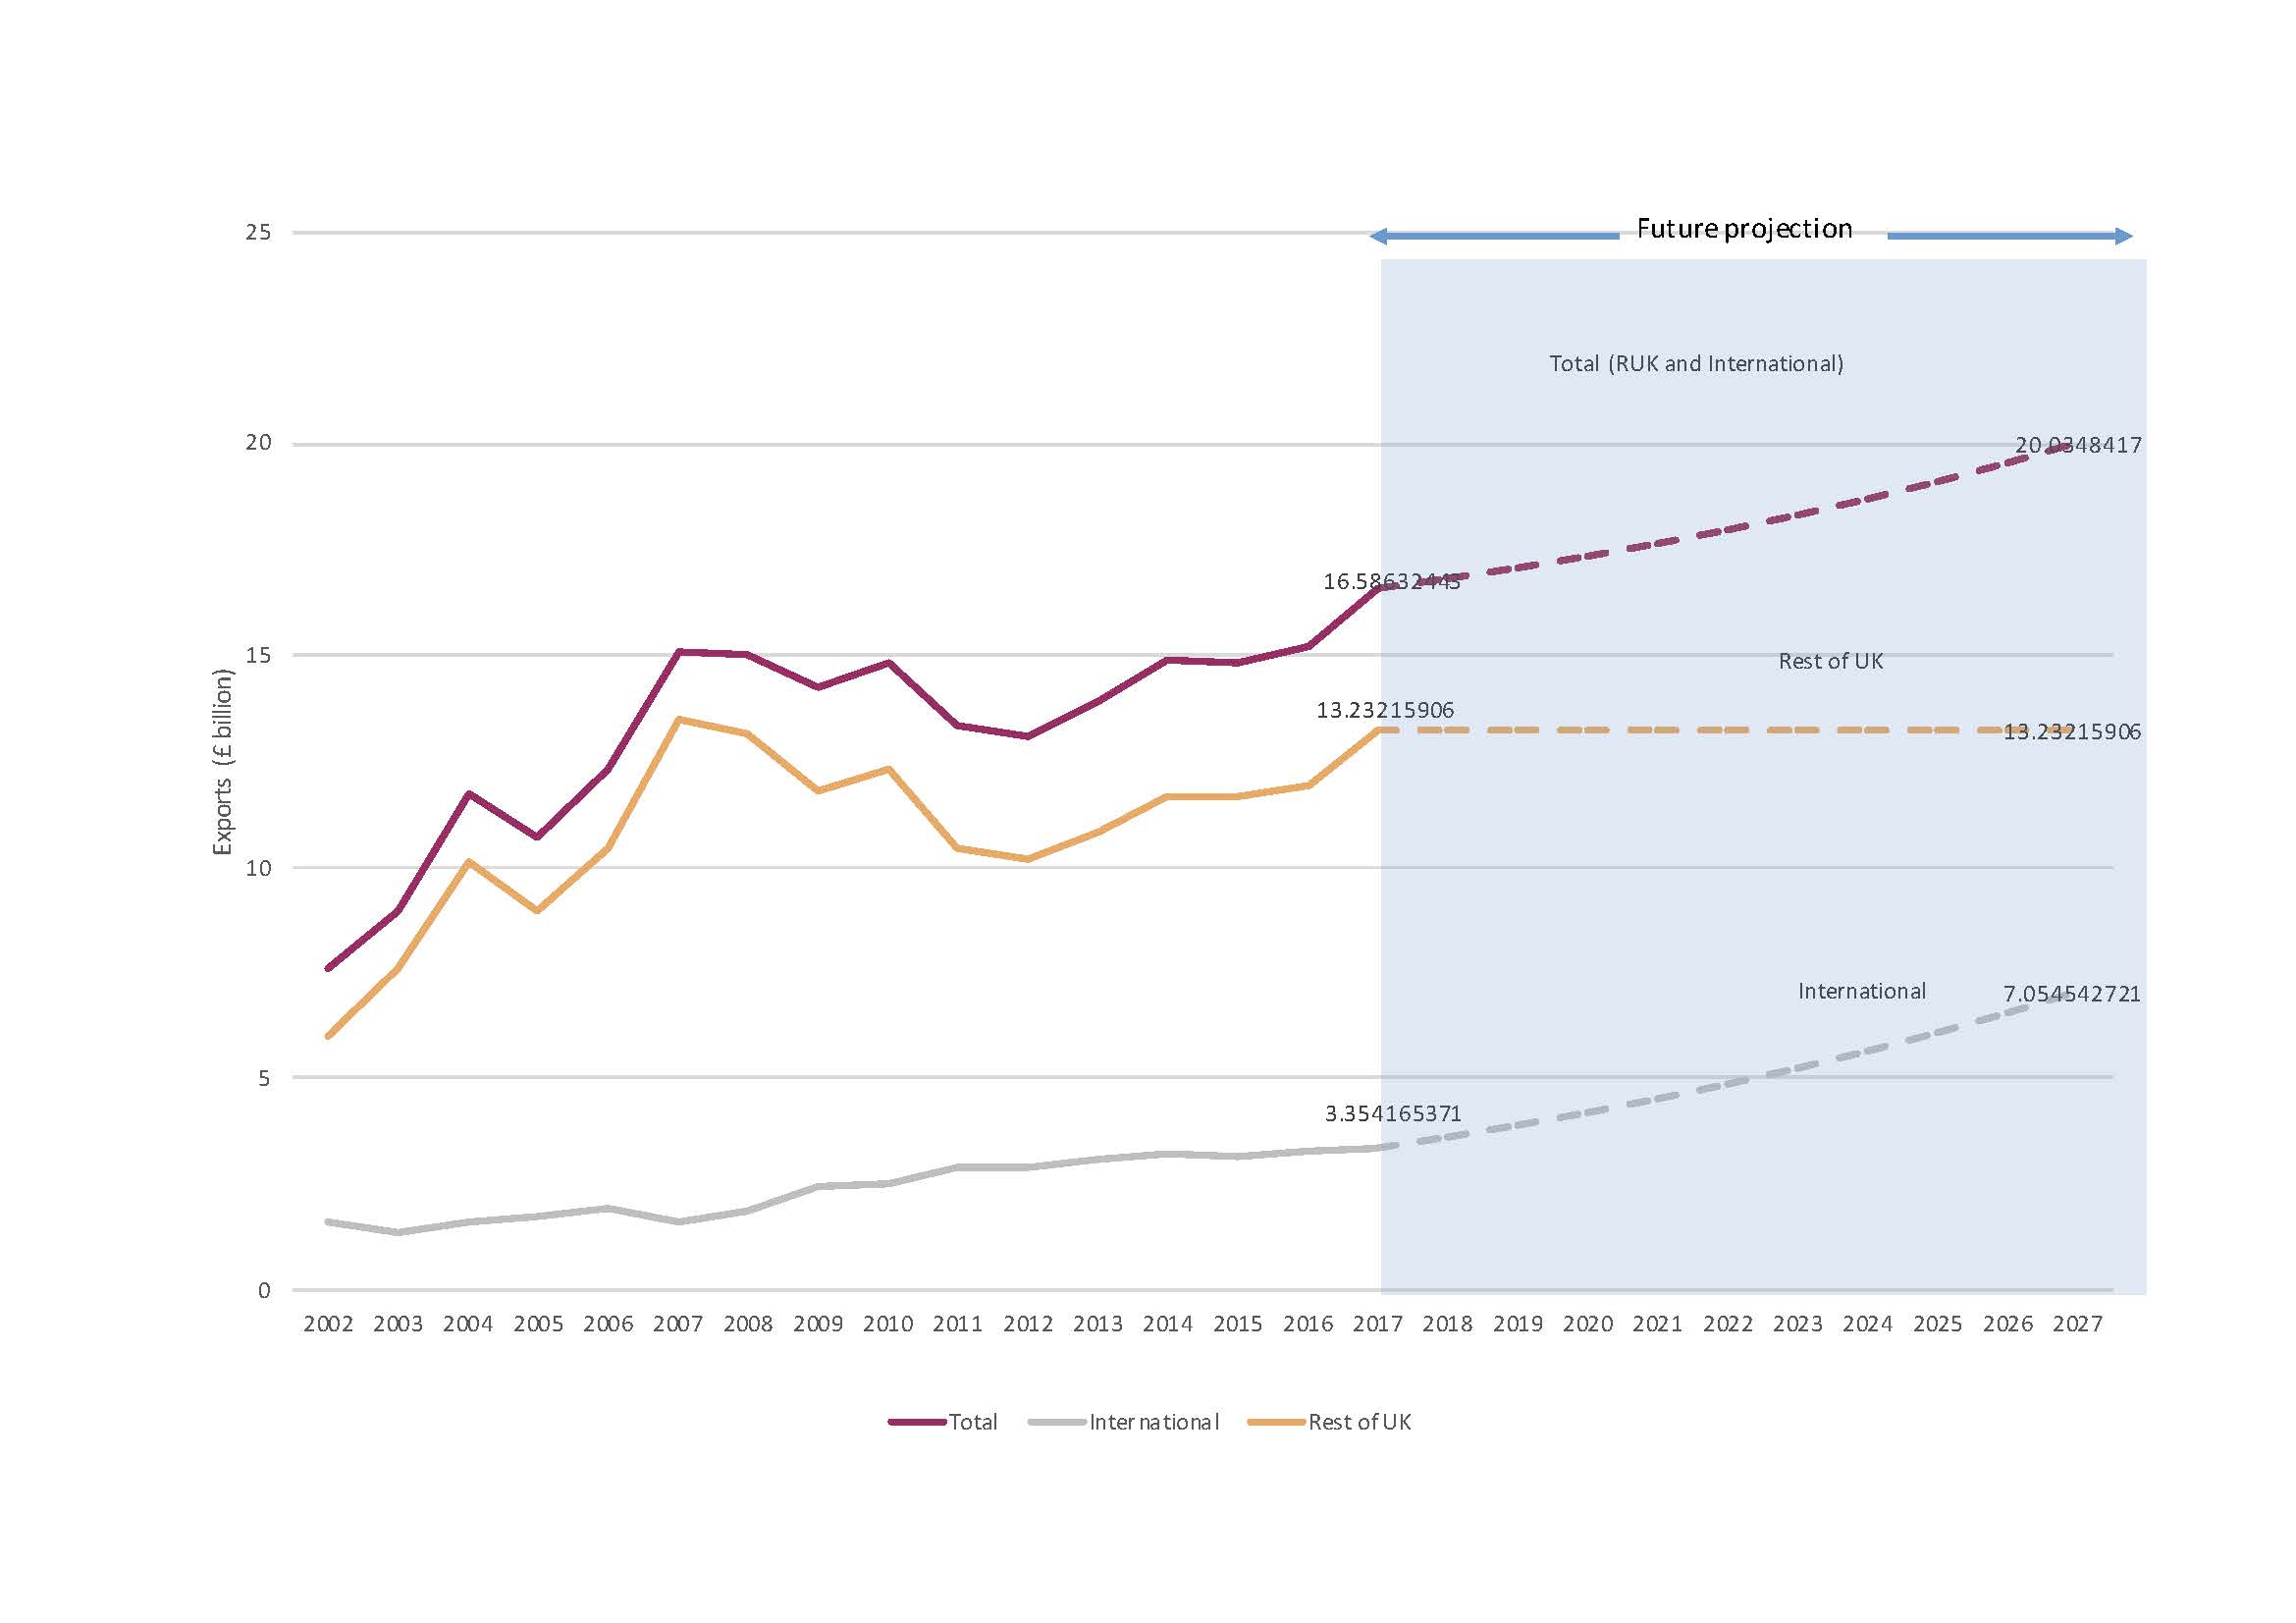 25
Future projection
Total (RUK and International)
20
20.0348417
16.58632443
15
Rest of UK
13.23215906
13.23215906
Exports (£ billion)
10
International
7.054542721
5
3.354165371
0
2002 2003 2004 2005 2006 2007 2008 2009 2010 2011 2012 2013 2014 2015 2016 2017 2018 2019 2020 2021 2022 2023 2024 2025 2026 2027
Total International Rest of UK